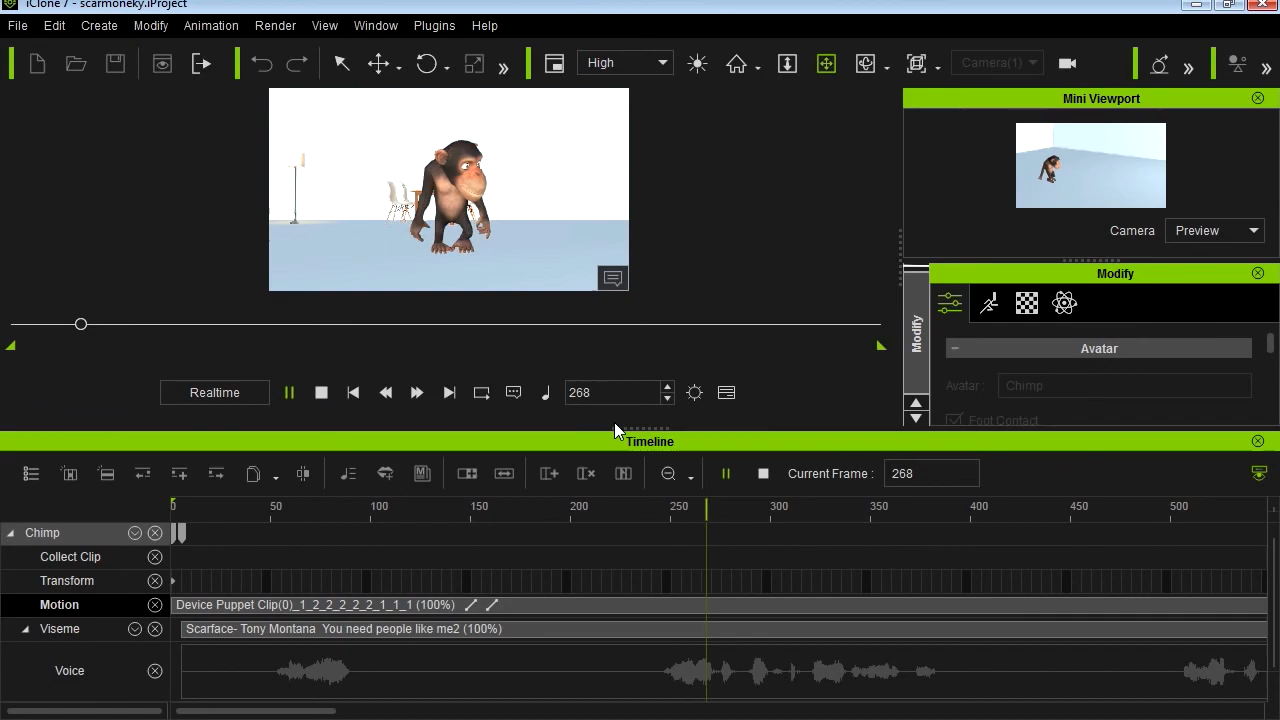 iClone 7 - scarmoneky.iProject
File Edit Create Modify Animation Render View Window Plugins Help
High
Camera(1)
Mini Viewport
Camera Preview
Modify
Modify
Avatar
Avatar : Chimp
Foot Contact
Realtime
268
Timeline
Current Frame : 268
0 50 100 150 200 250 300 350 400 450 500
Chimp
Collect Clip
Transform
Motion Device Puppet Clip(0)_1_2_2_2_2_2_1_1_1 (100%)
Viseme Scarface- Tony Montana You need people like me2 (100%)
Voice